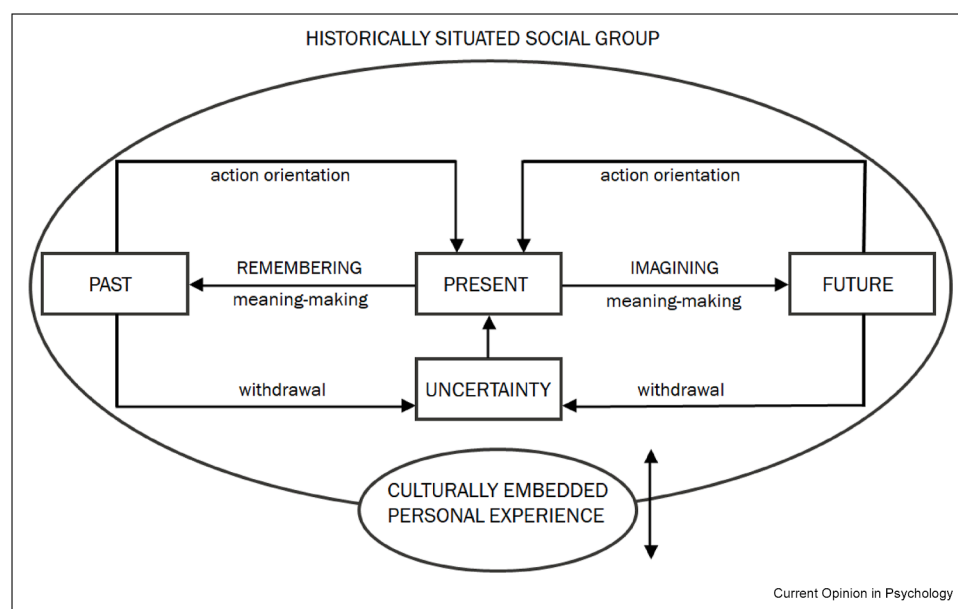 HISTORICALLY SITUATED SOCIAL GROUP
action orientation
action orientation
PAST
REMEMBERING
meaning-making
PRESENT
IMAGINING
meaning-making
FUTURE
withdrawal
UNCERTAINTY
withdrawal
CULTURALLY EMBEDDED
PERSONAL EXPERIENCE
Current Opinion in Psychology